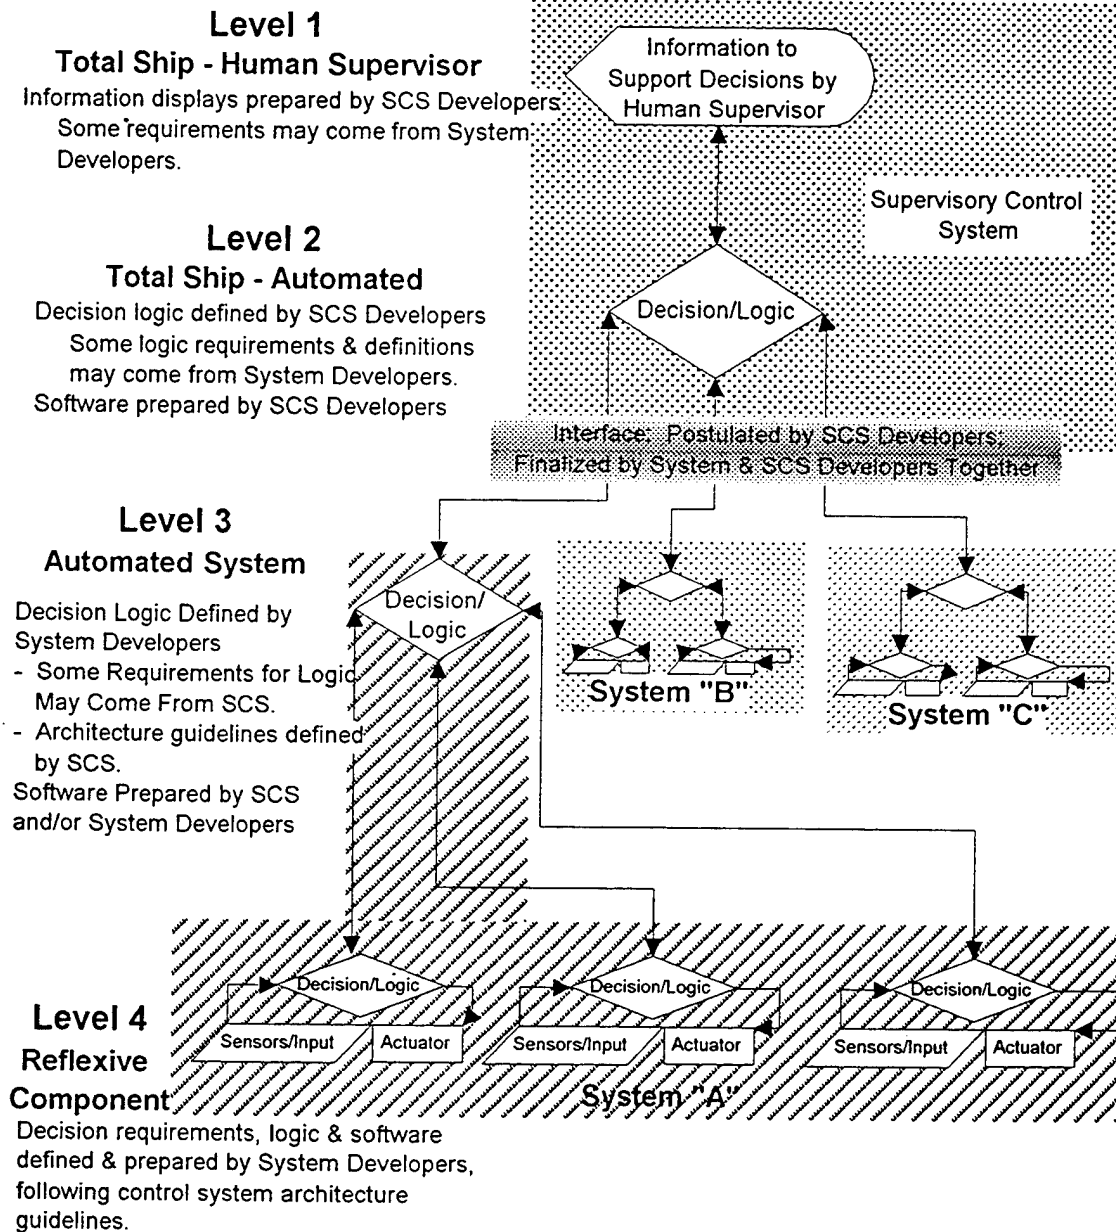 Level 1
Total Ship - Human Supervisor
Information displays prepared by SCS Developers
Some requirements may come from System
Developers.
Information to
Support Decisions by
Human Supervisor
Supervisory Control
System
Level 2
Total Ship - Automated
Decision logic defined by SCS Developers
Some logic requirements & definitions
may come from System Developers.
Software prepared by SCS Developers
Decision/Logic
Interface: Postulated by SCS Developers,
Finalized by System & SCS Developers Together
Level 3
Automated System
Decision Logic Defined by
System Developers
- Some Requirements for Logic
May Come From SCS.
- Architecture guidelines defined
by SCS.
Software Prepared by SCS
and/or System Developers
Decision/
Logic
System "B"
System "C"
Level 4
Reflexive
Component
Decision requirements, logic & software
defined & prepared by System Developers,
following control system architecture
guidelines.
Decision/Logic
Sensors/Input
Actuator
Decision/Logic
Sensors/Input
Actuator
Decision/Logic
Sensors/Input
Actuator
System "A"